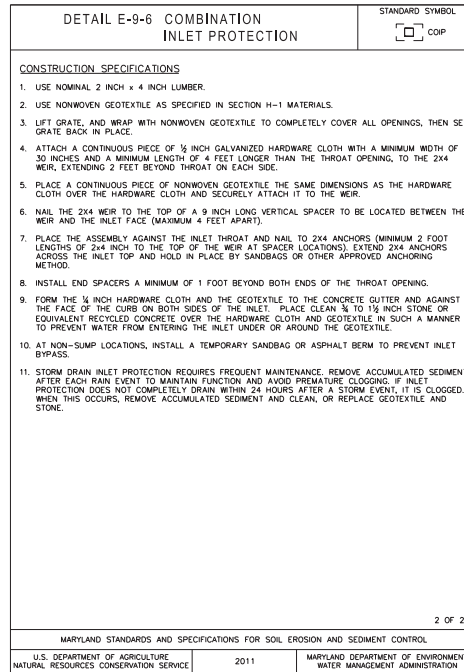 DETAIL E-9-6 COMBINATION
INLET PROTECTION
STANDARD SYMBOL
COIP
CONSTRUCTION SPECIFICATIONS
1. USE NOMINAL 2 INCH x 4 INCH LUMBER.
2. USE NONWOVEN GEOTEXTILE AS SPECIFIED IN SECTION H-1 MATERIALS.
3. LIFT GRATE, AND WRAP WITH NONWOVEN GEOTEXTILE TO COMPLETELY COVER ALL OPENINGS, THEN SE
GRATE BACK IN PLACE.
4. ATTACH A CONTINUOUS PIECE OF ½ INCH GALVANIZED HARDWARE CLOTH WITH A MINIMUM WIDTH OF
30 INCHES AND A MINIMUM LENGTH OF 4 FEET LONGER THAN THE THROAT OPENING, TO THE 2X4
WEIR, EXTENDING 2 FEET BEYOND THROAT ON EACH SIDE.
5. PLACE A CONTINUOUS PIECE OF NONWOVEN GEOTEXTILE THE SAME DIMENSIONS AS THE HARDWARE
CLOTH OVER THE HARDWARE CLOTH AND SECURELY ATTACH IT TO THE WEIR.
6. NAIL THE 2X4 WEIR TO THE TOP OF A 9 INCH LONG VERTICAL SPACER TO BE LOCATED BETWEEN THE
WEIR AND THE INLET FACE (MAXIMUM 4 FEET APART).
7. PLACE THE ASSEMBLY AGAINST THE INLET THROAT AND NAIL TO 2X4 ANCHORS (MINIMUM 2 FOOT
LENGTHS OF 2x4 INCH TO THE TOP OF THE WEIR AT SPACER LOCATIONS). EXTEND 2X4 ANCHORS
ACROSS THE INLET TOP AND HOLD IN PLACE BY SANDBAGS OR OTHER APPROVED ANCHORING
METHOD.
8. INSTALL END SPACERS A MINIMUM OF 1 FOOT BEYOND BOTH ENDS OF THE THROAT OPENING.
9. FORM THE ½ INCH HARDWARE CLOTH AND THE GEOTEXTILE TO THE CONCRETE GUTTER AND AGAINST
THE FACE OF THE CURB ON BOTH SIDES OF THE INLET. PLACE CLEAN ¾ TO 1½ INCH STONE OR
EQUIVALENT RECYCLED CONCRETE OVER THE HARDWARE CLOTH AND GEOTEXTILE IN SUCH A MANNER
TO PREVENT WATER FROM ENTERING THE INLET UNDER OR AROUND THE GEOTEXTILE.
10. AT NON-SUMP LOCATIONS, INSTALL A TEMPORARY SANDBAG OR ASPHALT BERM TO PREVENT INLET
BYPASS.
11. STORM DRAIN INLET PROTECTION REQUIRES FREQUENT MAINTENANCE. REMOVE ACCUMULATED SEDIMEN
AFTER EACH RAIN EVENT TO MAINTAIN FUNCTION AND AVOID PREMATURE CLOGGING. IF INLET
PROTECTION DOES NOT COMPLETELY DRAIN WITHIN 24 HOURS AFTER A STORM EVENT, IT IS CLOGGED.
WHEN THIS OCCURS, REMOVE ACCUMULATED SEDIMENT AND CLEAN, OR REPLACE GEOTEXTILE AND
STONE.
2 OF 2
MARYLAND STANDARDS AND SPECIFICATIONS FOR SOIL EROSION AND SEDIMENT CONTROL
U.S. DEPARTMENT OF AGRICULTURE
NATURAL RESOURCES CONSERVATION SERVICE
2011
MARYLAND DEPARTMENT OF ENVIRONMEN
WATER MANAGEMENT ADMINISTRATION